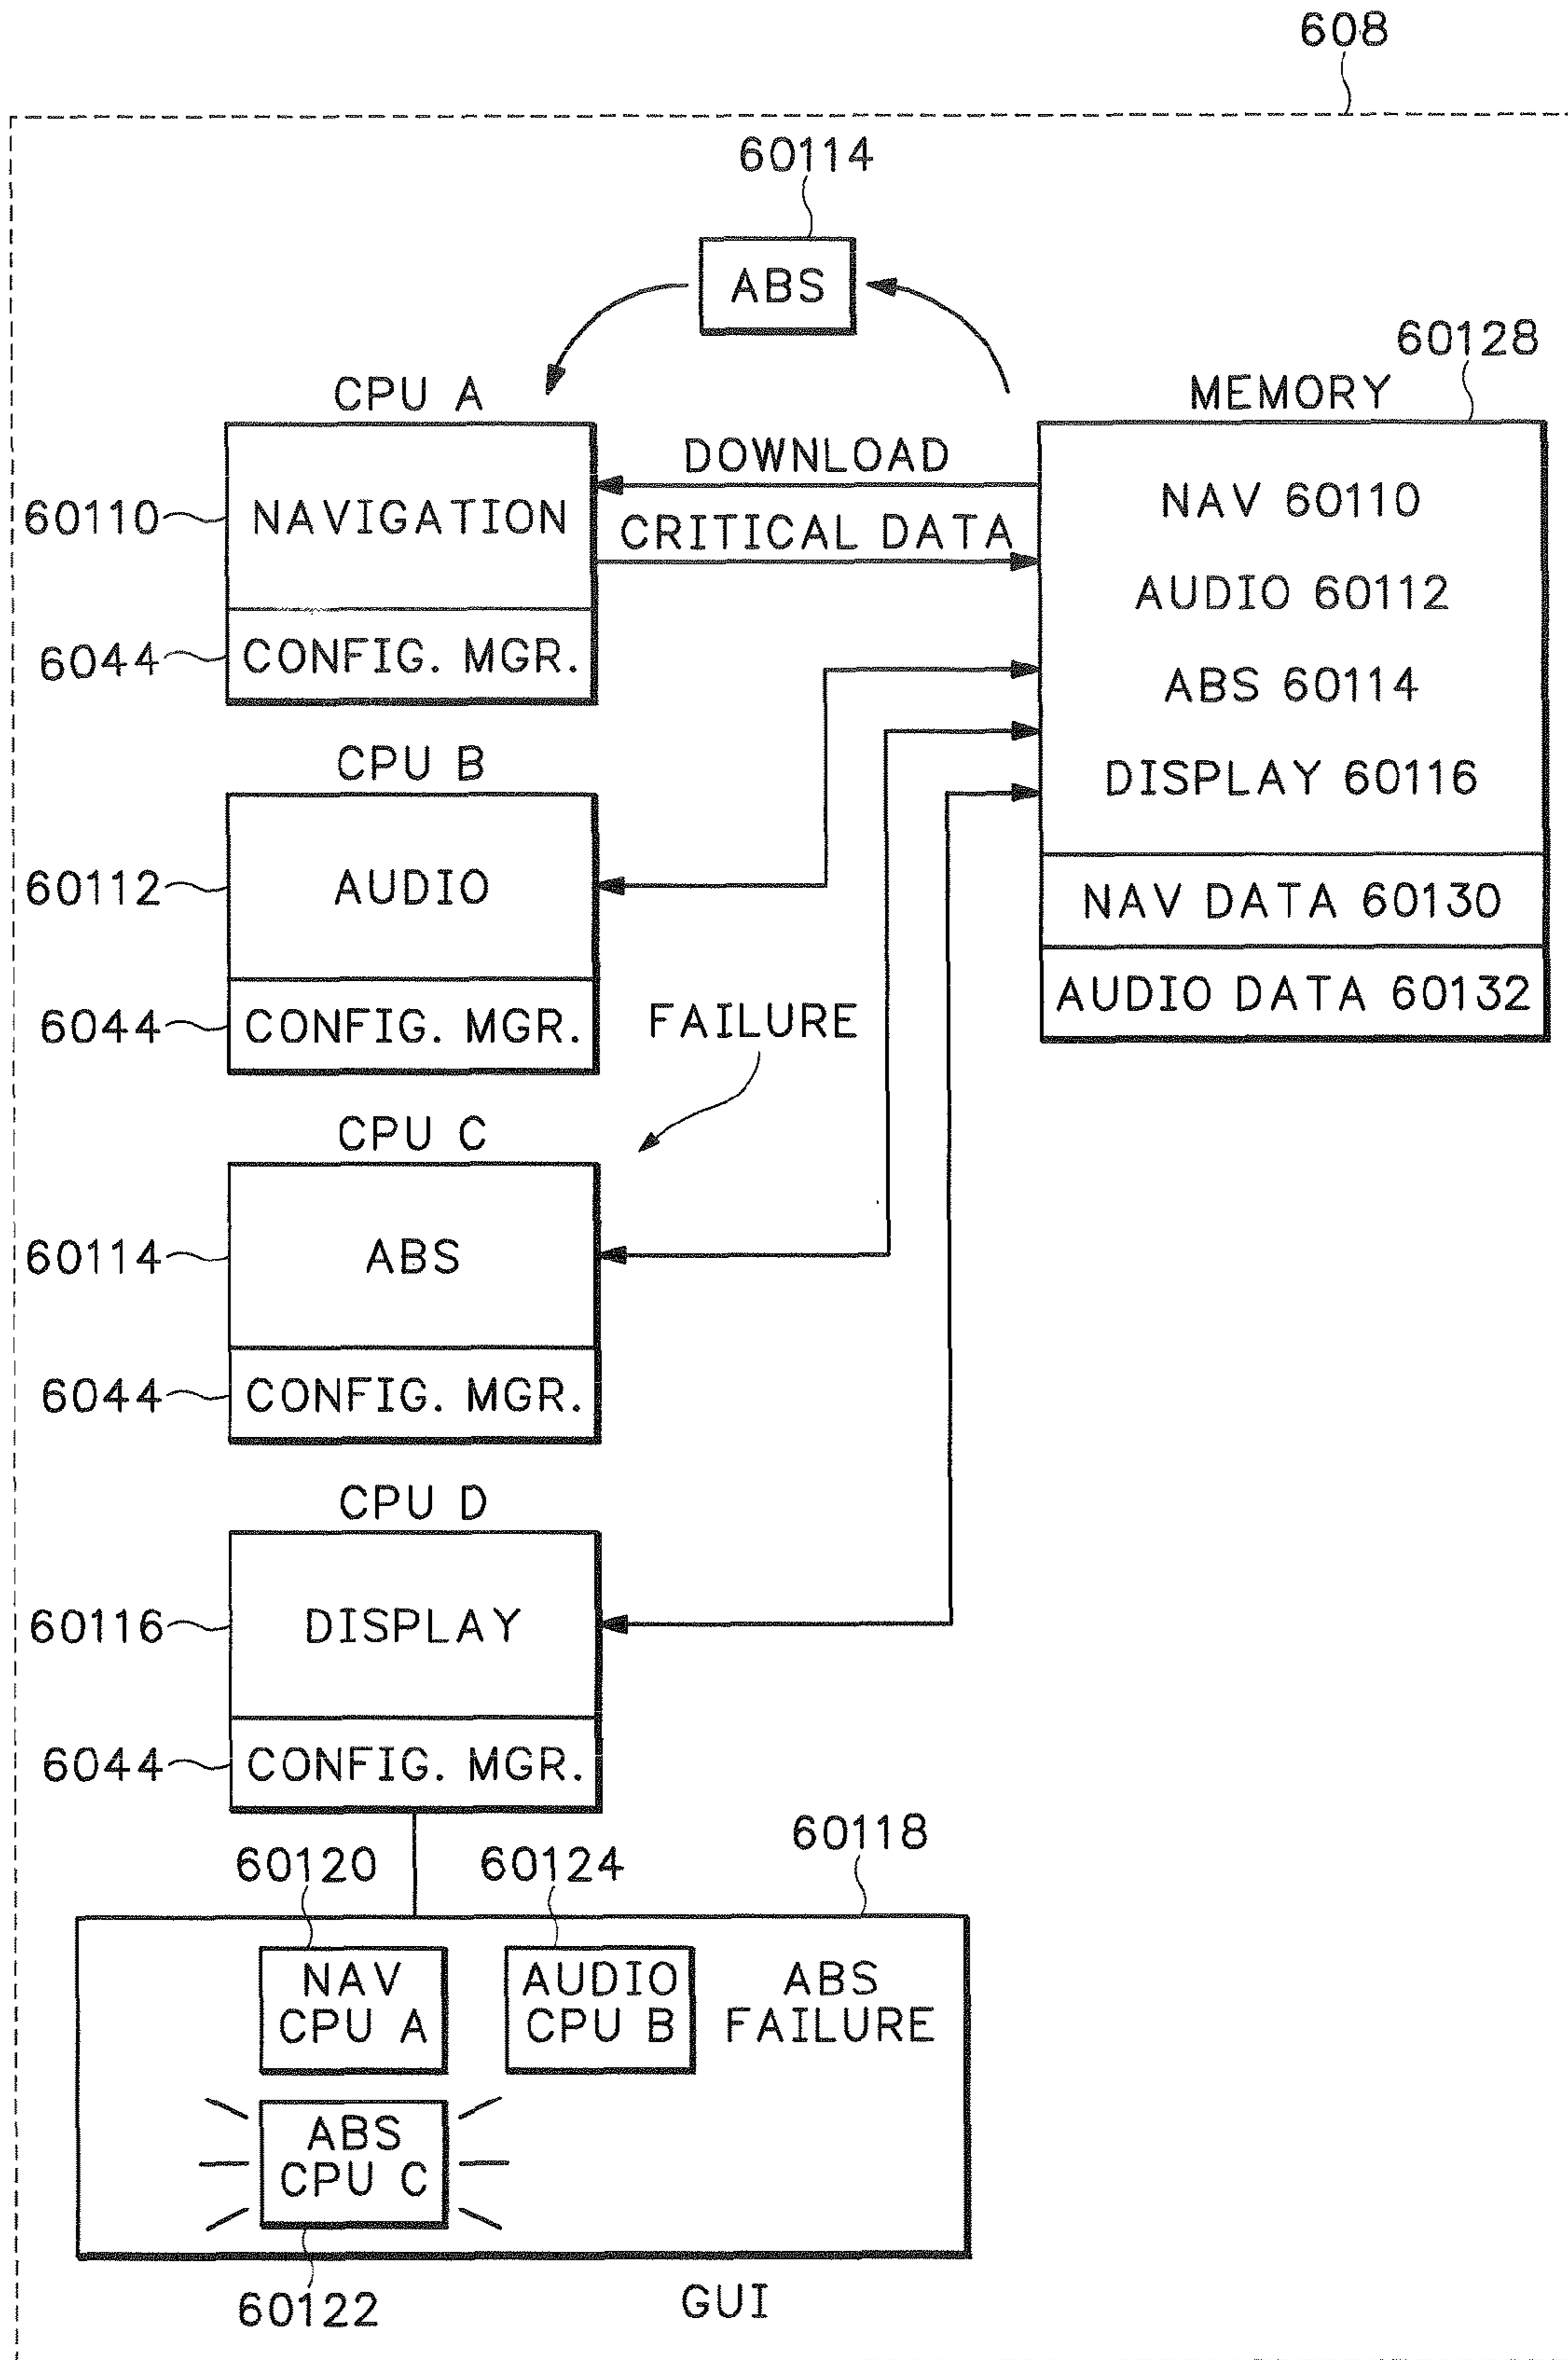 608
60114
ABS
60128
CPU A
MEMORY
DOWNLOAD
NAV 60110
60110
NAVIGATION
CRITICAL DATA
AUDIO 60112
6044
CONFIG. MGR.
ABS 60114
CPU B
DISPLAY 60116
60112
AUDIO
NAV DATA 60130
AUDIO DATA 60132
6044
CONFIG. MGR.
FAILURE
CPU C
60114
ABS
6044
CONFIG. MGR.
CPU D
60116
DISPLAY
6044
CONFIG. MGR.
60118
60120
60124
NAV
CPU A
AUDIO
CPU B
ABS
FAILURE
ABS
CPU C
60122
GUI